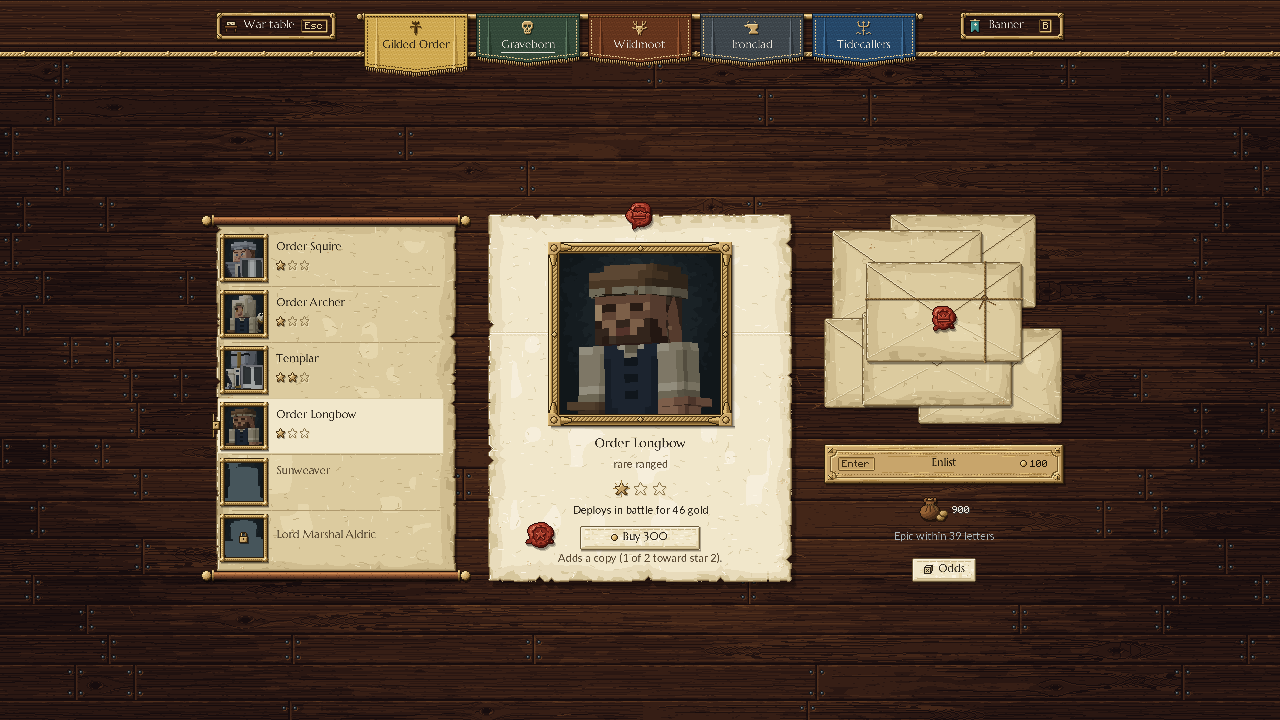 War table Esc
Gilded Order
Graveborn
Wildmoot
Ironclad
Tidecallers
Banner B
Order Squire
Order Archer
Templar
Order Longbow
Sunweaver
Lord Marshal Aldric
Order Longbow
rare ranged
Deploys in battle for 46 gold
Buy 300
Adds a copy (1 of 2 toward star 2).
Enter Enlist 100
900
Epic within 39 letters
Odds